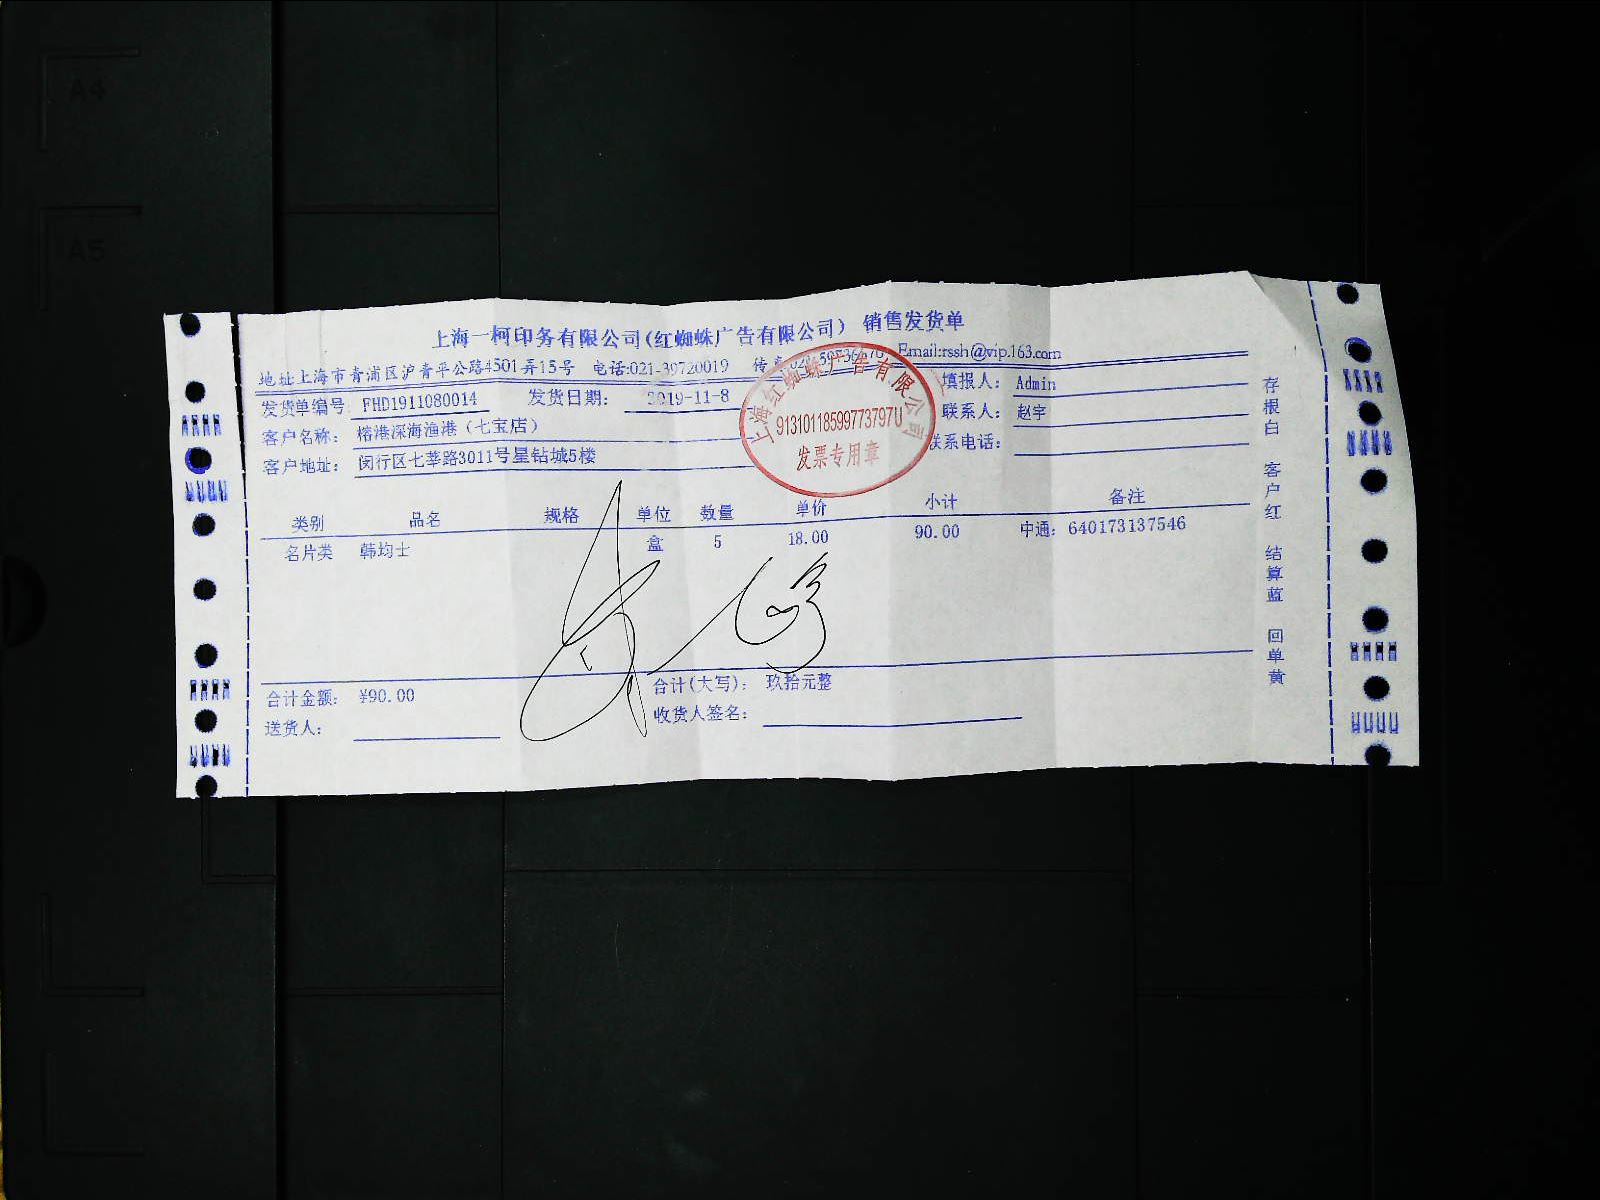 A4
A5
上海一柯印务有限公司(红蜘蛛广告有限公司) 销售发货单
地址上海市青浦区沪青平公路4501弄15号 电话:021-39720019 传真:021-59736670 Email:rssh@vip.163.com
发货单编号 FHD1911080014 发货日期: 2019-11-8 填报人: Admin
客户名称: 榕港深海渔港(七宝店) 联系人: 赵宇
客户地址: 闵行区七莘路3011号星钻城5楼 联系电话:
上海红蜘蛛广告有限公司
91310118599773797U
发票专用章
类别 品名 规格 单位 数量 单价 小计 备注
名片类 韩均士 盒 5 18.00 90.00 中通: 640173137546
合计金额: ¥90.00 合计(大写): 玖拾元整
送货人: 收货人签名:
存根白 客户红 结算蓝 回单黄